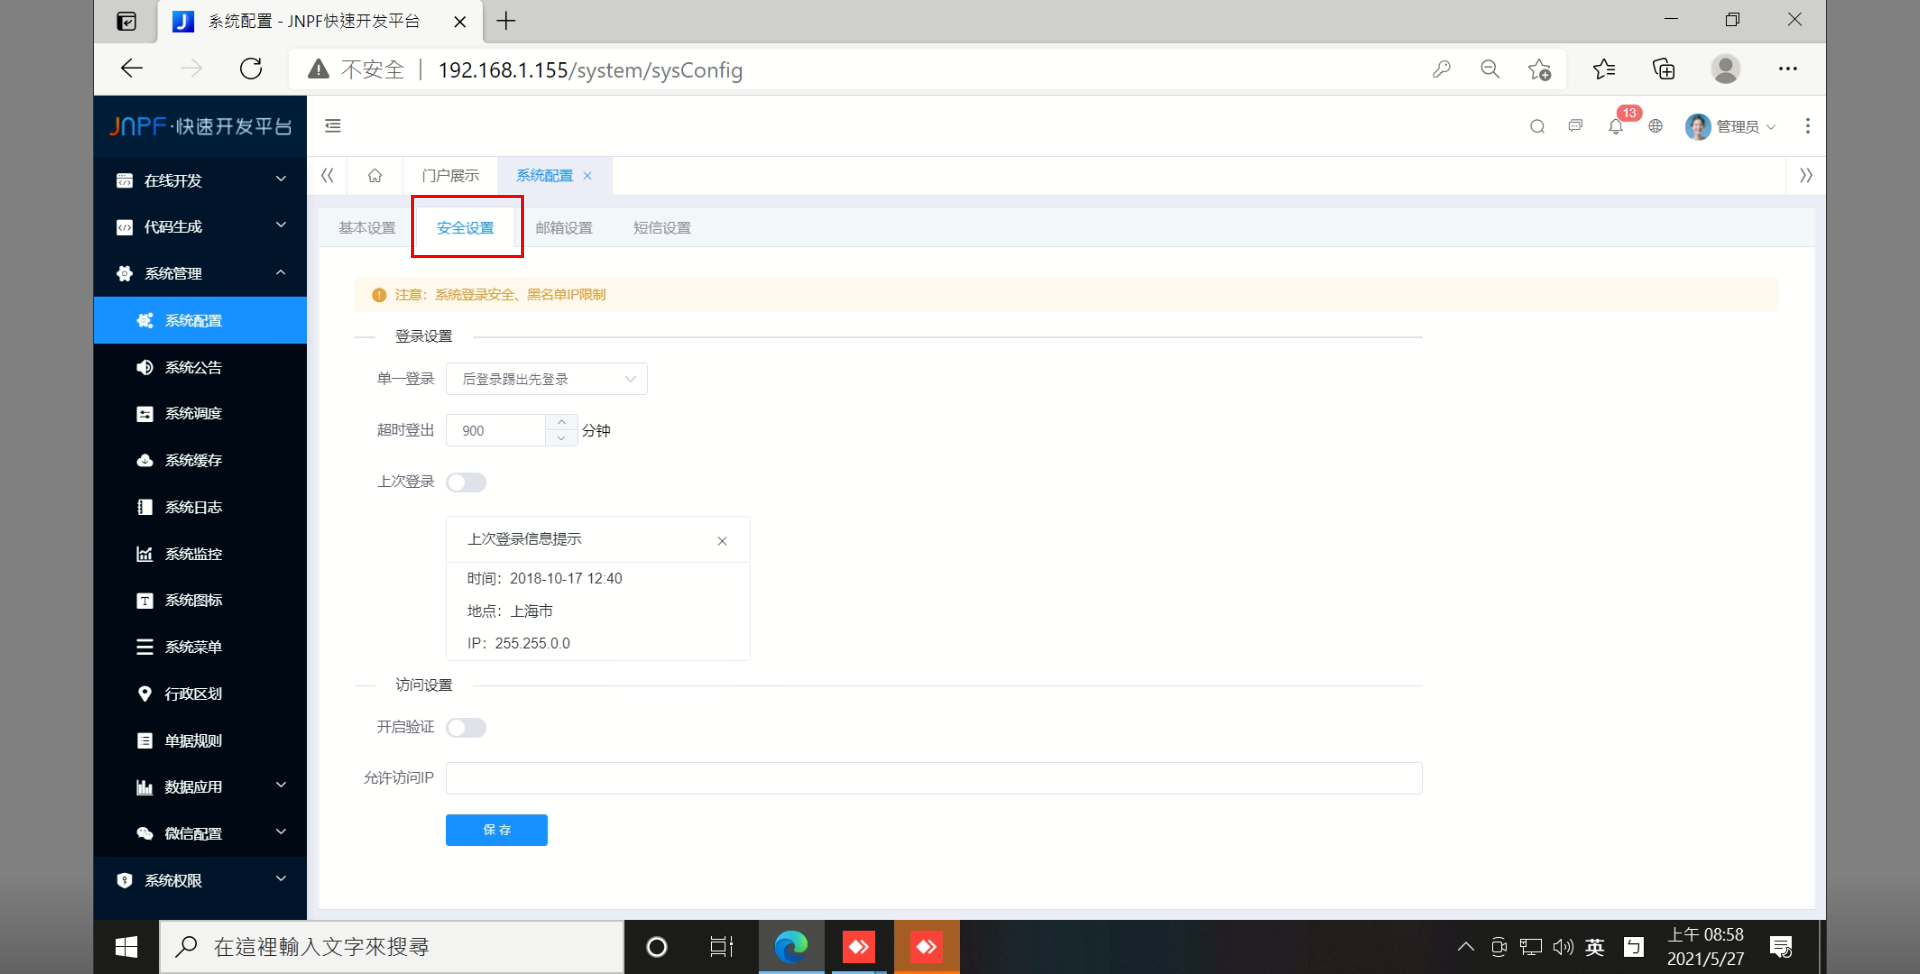 系统配置 - JNPF快速开发平台
不安全 | 192.168.1.155/system/sysConfig
JNPF·快速开发平台
13
管理员
在线开发
代码生成
系统管理
系统配置
系统公告
系统调度
系统缓存
系统日志
系统监控
系统图标
系统菜单
行政区划
单据规则
数据应用
微信配置
系统权限
门户展示
系统配置
基本设置
安全设置
邮箱设置
短信设置
注意：系统登录安全、黑名单IP限制
登录设置
单一登录 后登录踢出先登录
超时登出 900 分钟
上次登录
上次登录信息提示
时间：2018-10-17 12:40
地点：上海市
IP：255.255.0.0
访问设置
开启验证
允许访问IP
保 存
在這裡輸入文字來搜尋
英
ㄅ
上午 08:58
2021/5/27